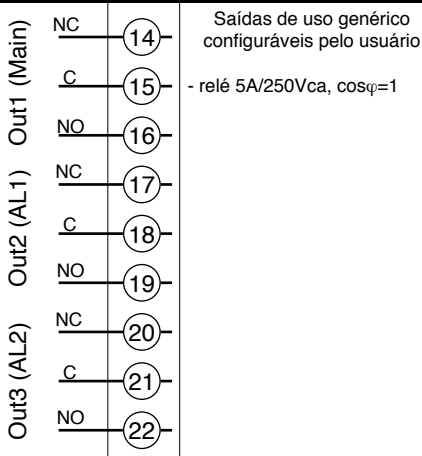 Out1 (Main)
NC 14
C 15
NO 16
Out2 (AL1)
NC 17
C 18
NO 19
Out3 (AL2)
NC 20
C 21
NO 22
Saídas de uso genérico
configuráveis pelo usuário
- relé 5A/250Vca, cosφ=1